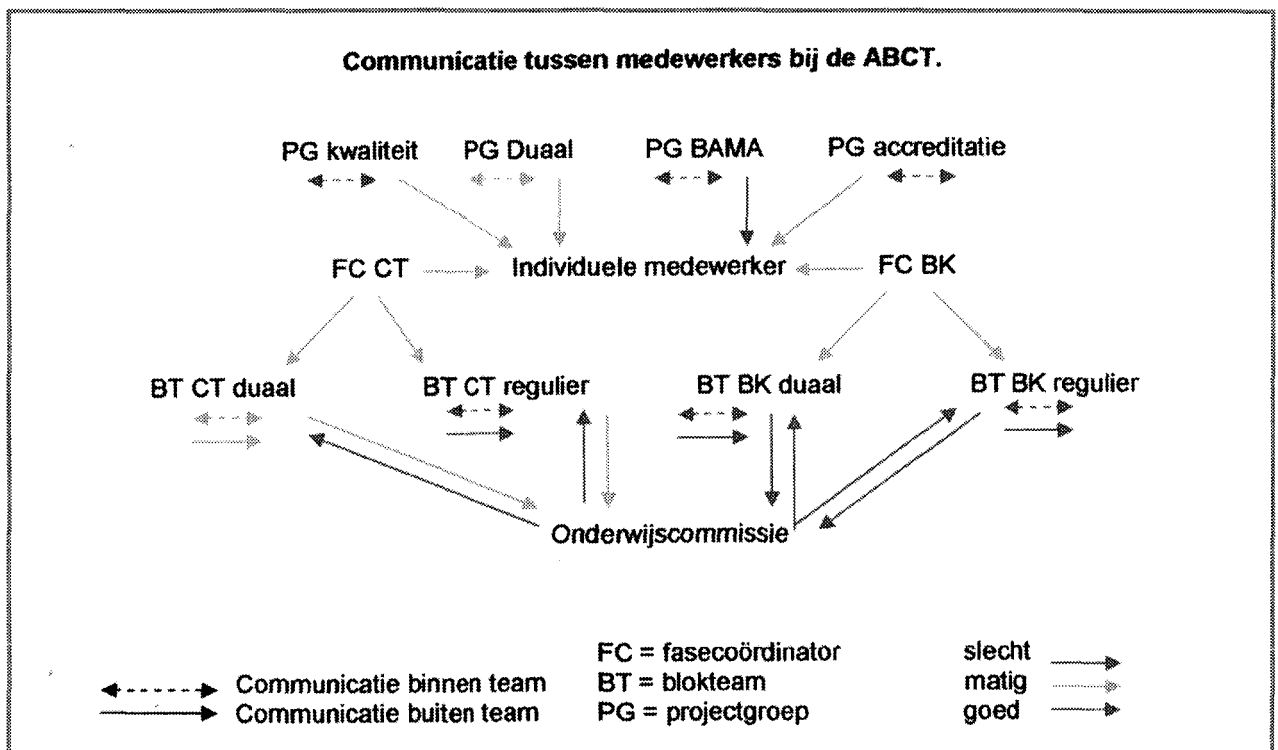 Communicatie tussen medewerkers bij de ABCT.
PG kwaliteit PG Duaal PG BAMA PG accreditatie
FC CT Individuele medewerker FC BK
BT CT duaal BT CT regulier BT BK duaal BT BK regulier
Onderwijscommissie
FC = fasecoördinator slecht
Communicatie binnen team BT = blokteam matig
Communicatie buiten team PG = projectgroep goed